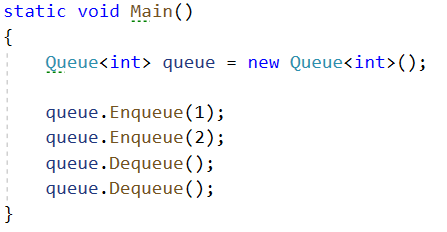 static void Main()
{
    Queue<int> queue = new Queue<int>();

    queue.Enqueue(1);
    queue.Enqueue(2);
    queue.Dequeue();
    queue.Dequeue();
}